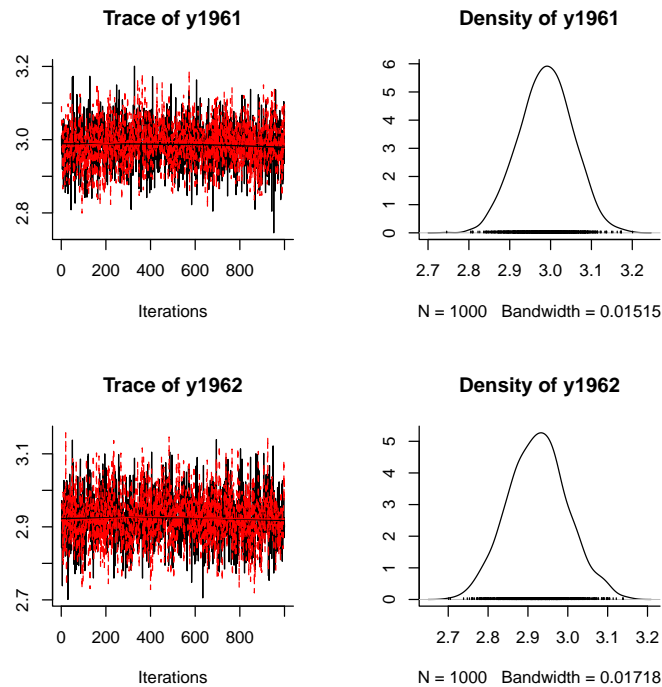 Trace of y1961
3.2
3.0
2.8
0 200 400 600 800
Iterations
Density of y1961
6
5
4
3
2
1
0
2.7 2.8 2.9 3.0 3.1 3.2
N = 1000 Bandwidth = 0.01515
Trace of y1962
3.1
2.9
2.7
0 200 400 600 800
Iterations
Density of y1962
5
4
3
2
1
0
2.7 2.8 2.9 3.0 3.1 3.2
N = 1000 Bandwidth = 0.01718